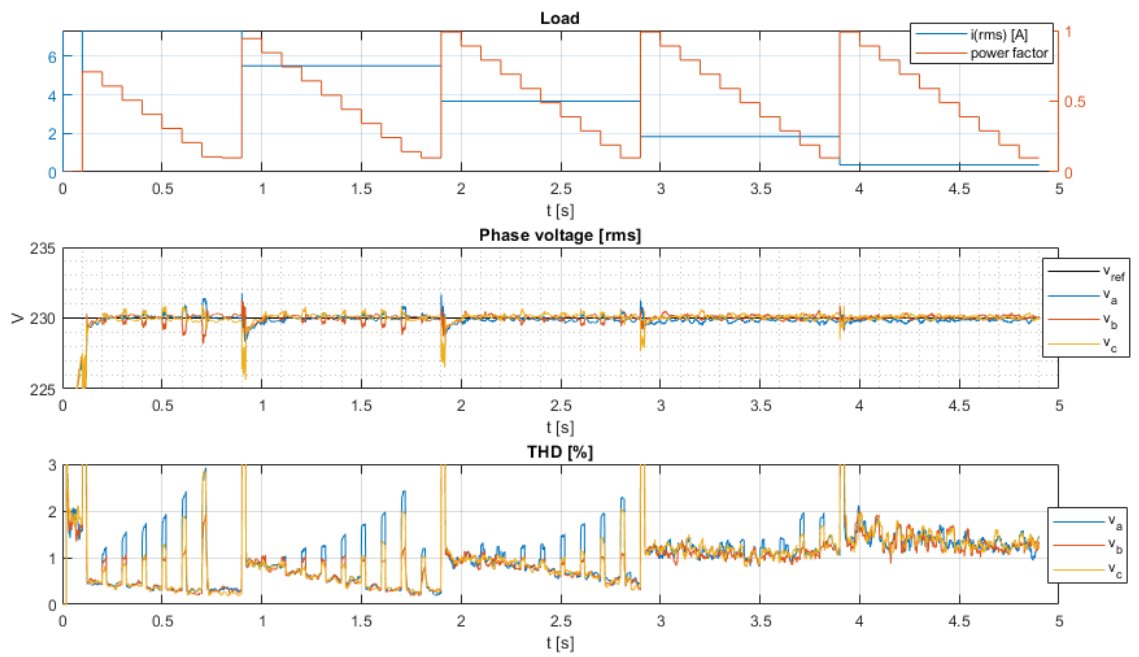 Load
i(rms) [A]
power factor
6
4
2
0
1
0.5
0
0 0.5 1 1.5 2 2.5 3 3.5 4 4.5 5
t [s]
Phase voltage [rms]
235
230
225
V
v_ref
v_a
v_b
v_c
0 0.5 1 1.5 2 2.5 3 3.5 4 4.5 5
t [s]
THD [%]
3
2
1
0
v_a
v_b
v_c
0 0.5 1 1.5 2 2.5 3 3.5 4 4.5 5
t [s]